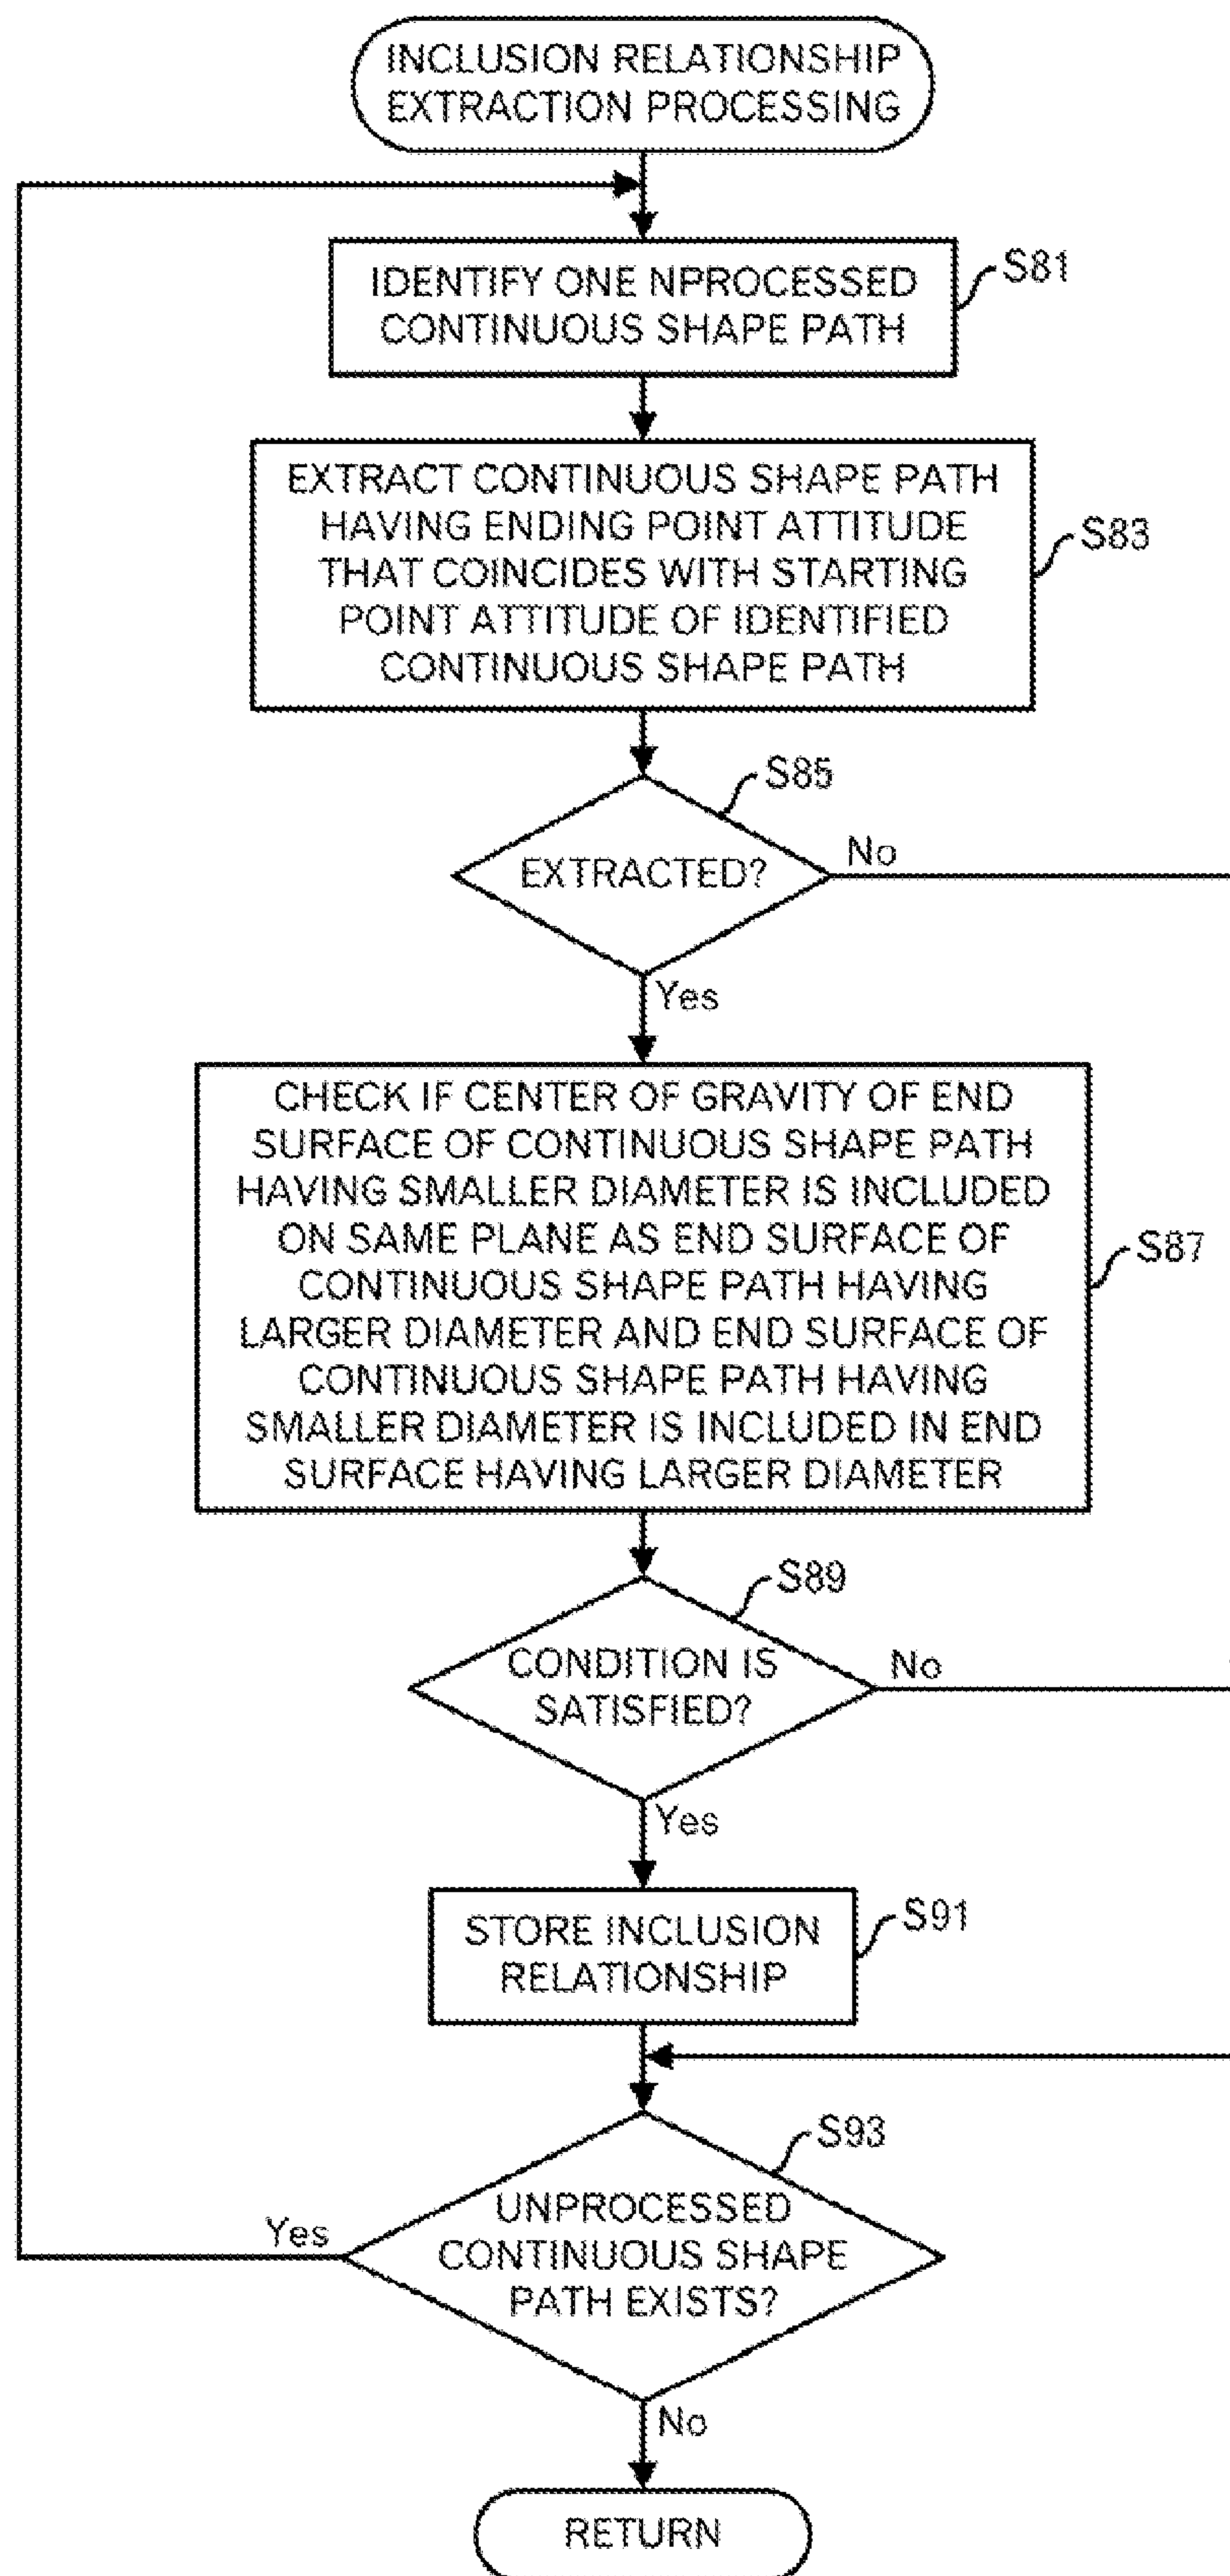 INCLUSION RELATIONSHIP
EXTRACTION PROCESSING
IDENTIFY ONE NPROCESSED
CONTINUOUS SHAPE PATH
S81
EXTRACT CONTINUOUS SHAPE PATH
HAVING ENDING POINT ATTITUDE
THAT COINCIDES WITH STARTING
POINT ATTITUDE OF IDENTIFIED
CONTINUOUS SHAPE PATH
S83
S85
EXTRACTED?
No
Yes
CHECK IF CENTER OF GRAVITY OF END
SURFACE OF CONTINUOUS SHAPE PATH
HAVING SMALLER DIAMETER IS INCLUDED
ON SAME PLANE AS END SURFACE OF
CONTINUOUS SHAPE PATH HAVING
LARGER DIAMETER AND END SURFACE OF
CONTINUOUS SHAPE PATH HAVING
SMALLER DIAMETER IS INCLUDED IN END
SURFACE HAVING LARGER DIAMETER
S87
S89
CONDITION IS
SATISFIED?
No
Yes
STORE INCLUSION
RELATIONSHIP
S91
S93
UNPROCESSED
CONTINUOUS SHAPE
PATH EXISTS?
Yes
No
RETURN